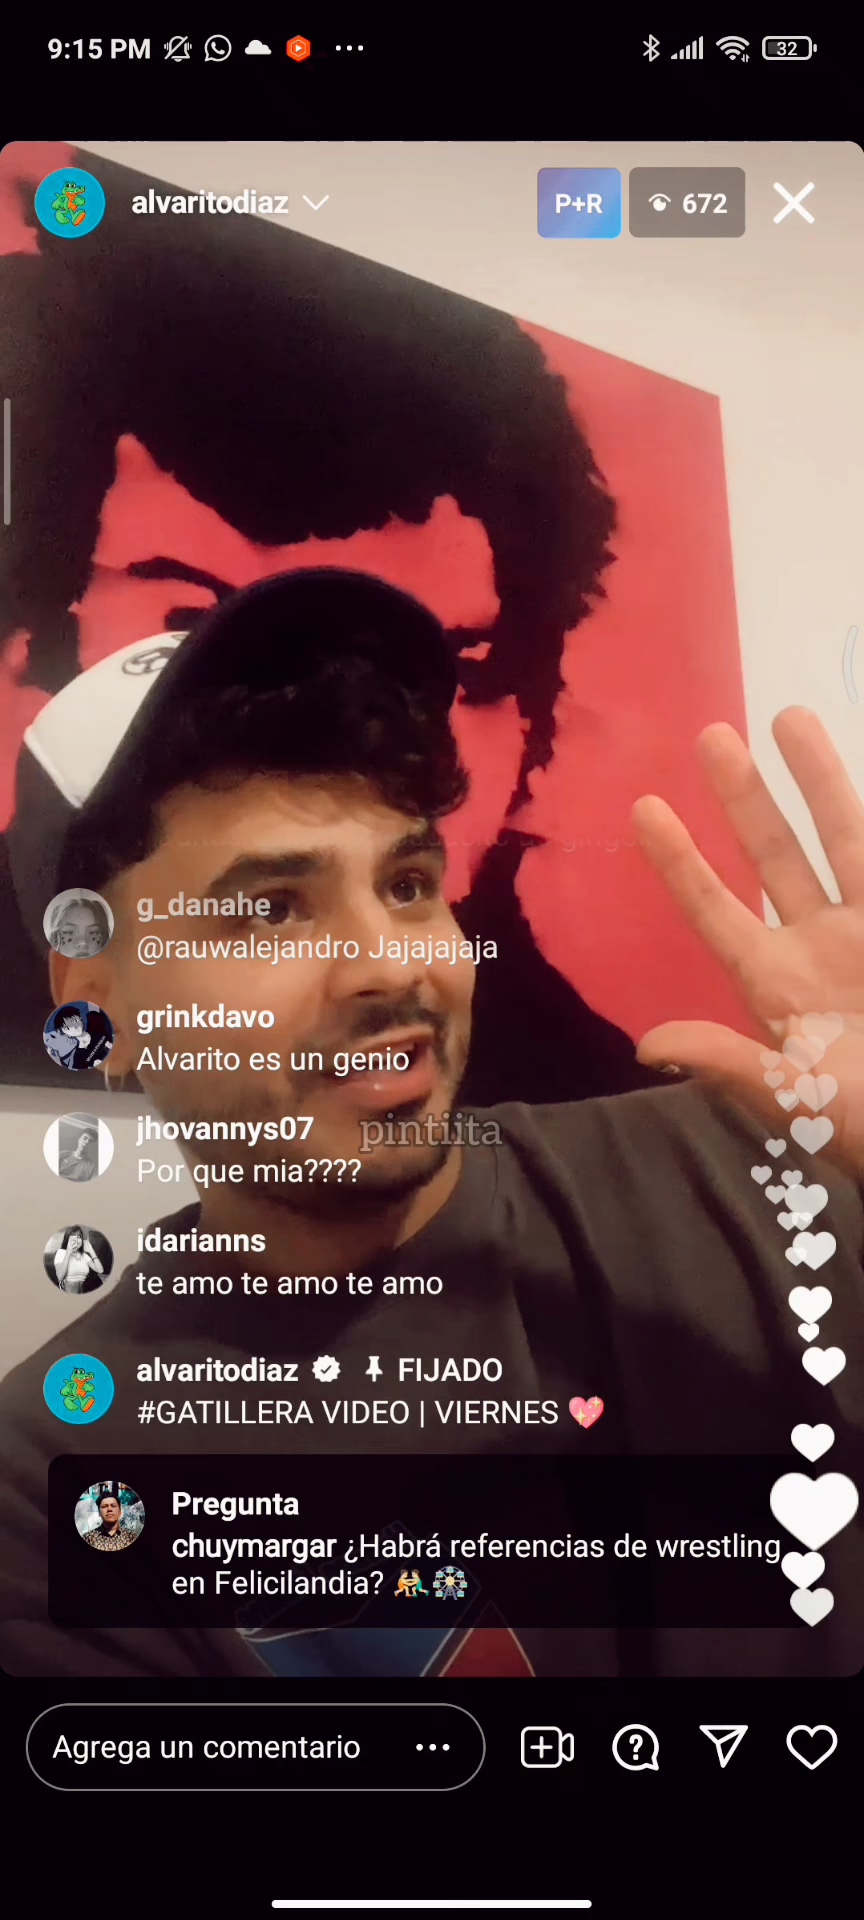 9:15 PM
32
alvaritodiaz
P+R
672
g_danahe
@rauwalejandro Jajajajaja
grinkdavo
Alvarito es un genio
jhovannys07
Por que mia????
pintiita
idarianns
te amo te amo te amo
alvaritodiaz FIJADO
#GATILLERA VIDEO | VIERNES 💖
Pregunta
chuymargar ¿Habrá referencias de wrestling
en Felicilandia? 🤼🎡
Agrega un comentario